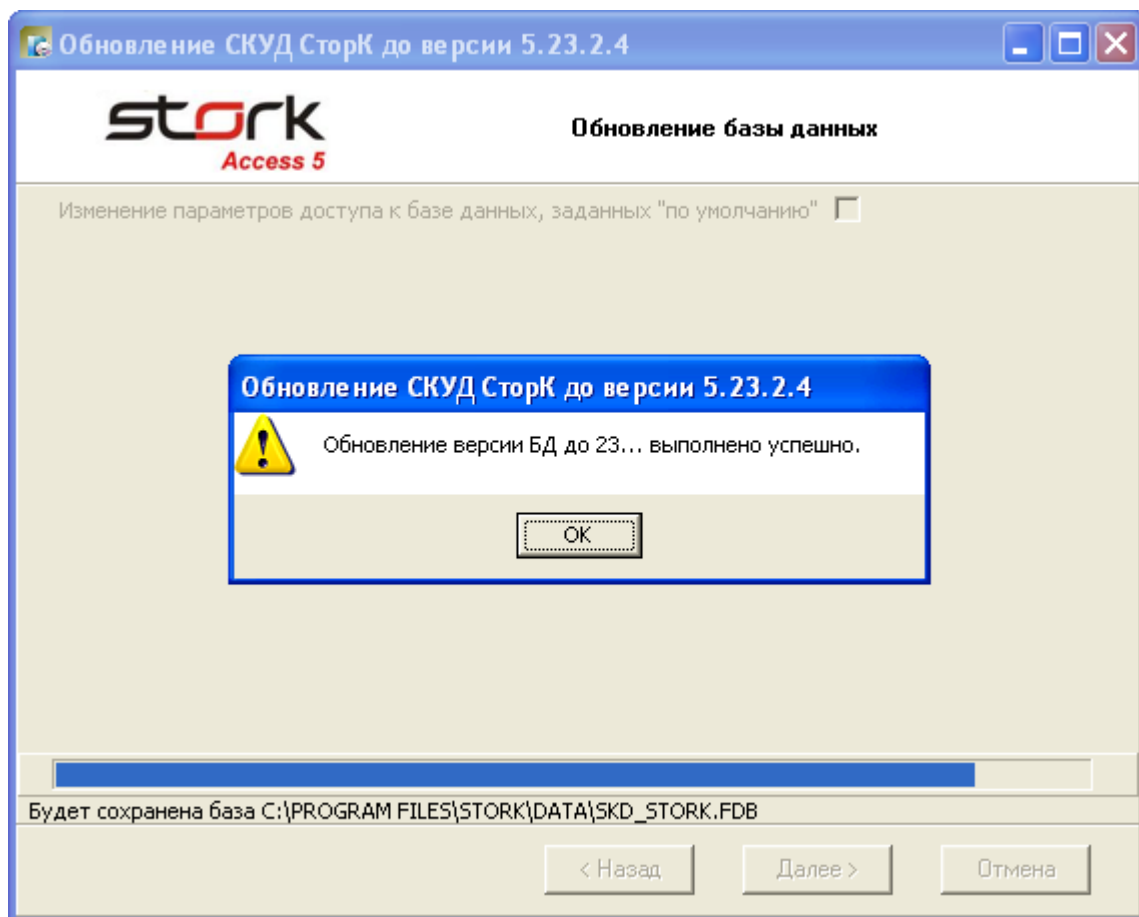 Обновление СКУД СторК до версии 5.23.2.4
stork
Access 5
Обновление базы данных
Изменение параметров доступа к базе данных, заданных "по умолчанию"
Обновление СКУД СторК до версии 5.23.2.4
Обновление версии БД до 23... выполнено успешно.
OK
Будет сохранена база C:\PROGRAM FILES\STORK\DATA\SKD_STORK.FDB
< Назад
Далее >
Отмена